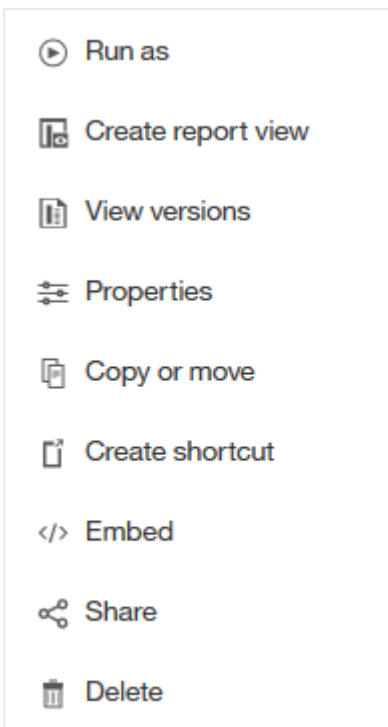 Run as
Create report view
View versions
Properties
Copy or move
Create shortcut
Embed
Share
Delete